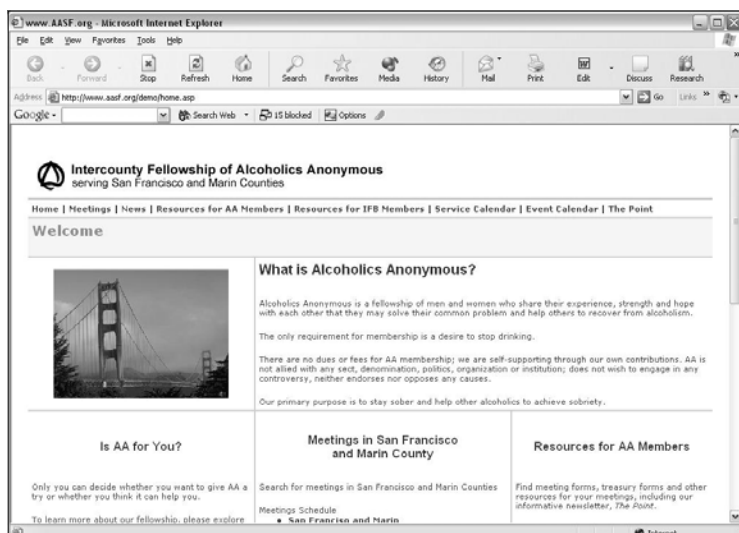 www.AASF.org - Microsoft Internet Explorer
File Edit View Favorites Tools Help
Back Forward Stop Refresh Home Search Favorites Media History Mail Print Edit Discuss Research
Address http://www.aasf.org/demo/home.asp Go Links
Google Search Web 15 blocked Options
Intercounty Fellowship of Alcoholics Anonymous
serving San Francisco and Marin Counties
Home | Meetings | News | Resources for AA Members | Resources for IFB Members | Service Calendar | Event Calendar | The Point
Welcome
What is Alcoholics Anonymous?
Alcoholics Anonymous is a fellowship of men and women who share their experience, strength and hope
with each other that they may solve their common problem and help others to recover from alcoholism.
The only requirement for membership is a desire to stop drinking.
There are no dues or fees for AA membership; we are self-supporting through our own contributions. AA is
not allied with any sect, denomination, politics, organization or institution; does not wish to engage in any
controversy, neither endorses nor opposes any causes.
Our primary purpose is to stay sober and help other alcoholics to achieve sobriety.
Is AA for You?
Only you can decide whether you want to give AA a
try or whether you think it can help you.
To learn more about our fellowship, please explore
Meetings in San Francisco
and Marin County
Search for meetings in San Francisco and Marin Counties
Meetings Schedule
San Franciso and Marin
Resources for AA Members
Find meeting forms, treasury forms and other
resources for your meetings, including our
informative newsletter, The Point.
Internet